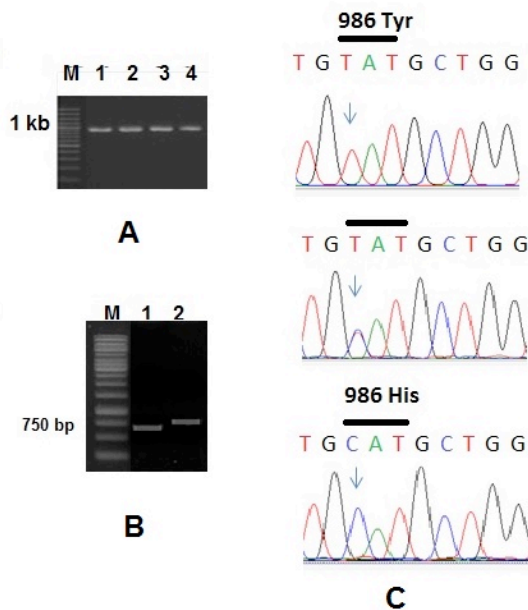 M 1 2 3 4
1 kb
A
M 1 2
750 bp
B
986 Tyr
T G T A T G C T G G
T G T A T G C T G G
986 His
T G C A T G C T G G
C